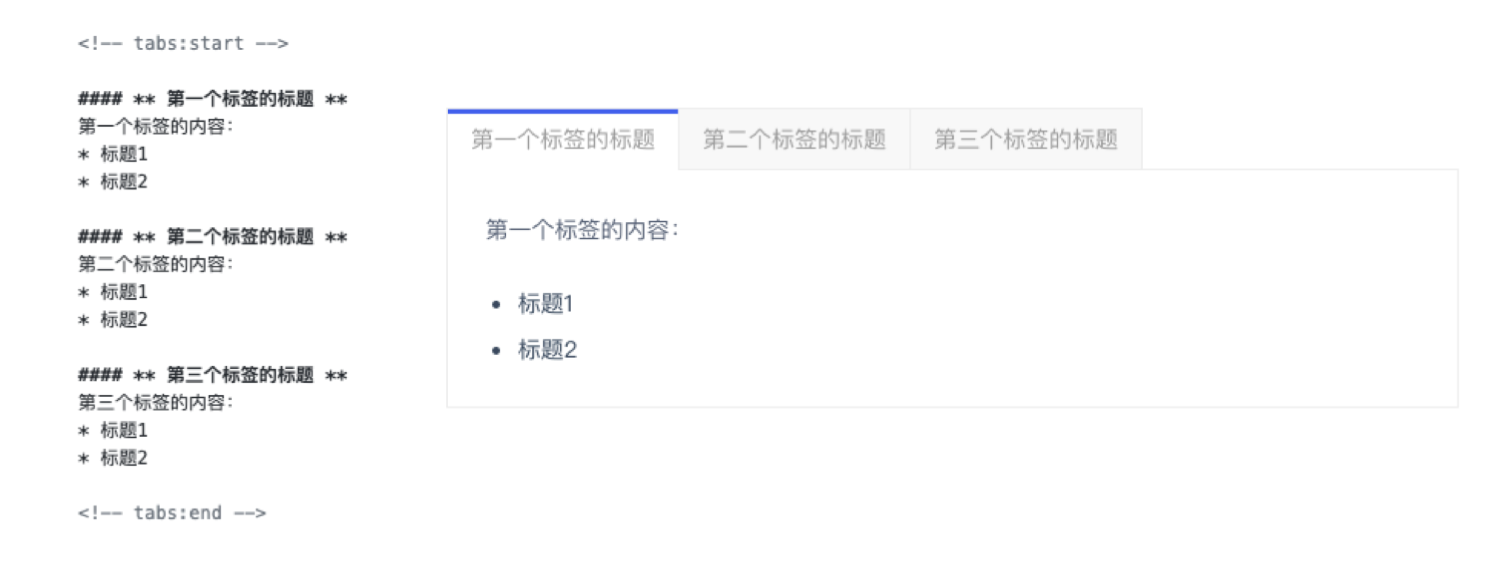 <!-- tabs:start -->
#### ** 第一个标签的标题 **
第一个标签的内容：
* 标题1
* 标题2
#### ** 第二个标签的标题 **
第二个标签的内容：
* 标题1
* 标题2
#### ** 第三个标签的标题 **
第三个标签的内容：
* 标题1
* 标题2
<!-- tabs:end -->
第一个标签的标题 第二个标签的标题 第三个标签的标题
第一个标签的内容：
• 标题1
• 标题2